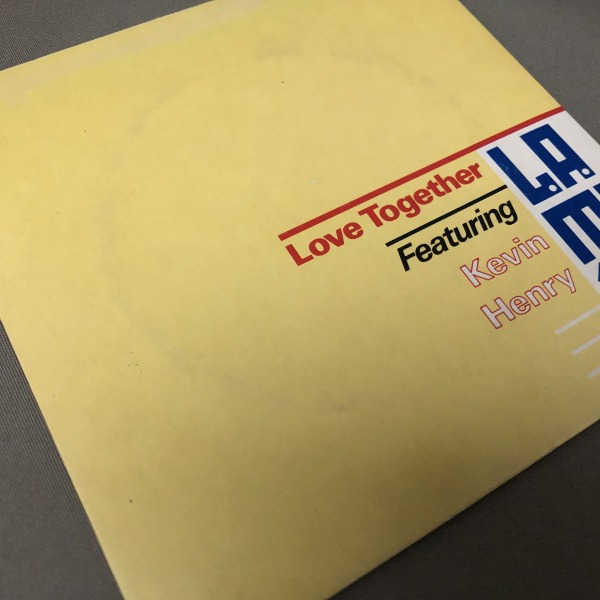 Love Together
Featuring
Kevin
Henry
L.A.